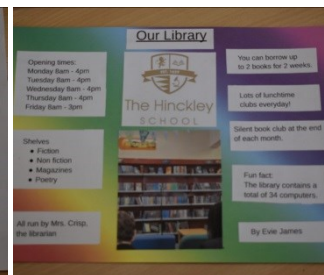 Our Library
Opening times:
Monday 8am - 4pm
Tuesday 8am - 4pm
Wednesday 8am - 4pm
Thursday 8am - 4pm
Friday 8am - 3pm
The Hinckley
SCHOOL
You can borrow up
to 2 books for 2 weeks.
Lots of lunchtime
clubs everyday!
Silent book club at the end
of each month.
Shelves
● Fiction
● Non fiction
● Magazines
● Poetry
Fun fact:
The library contains a
total of 34 computers.
All run by Mrs. Crisp,
the librarian
By Evie James